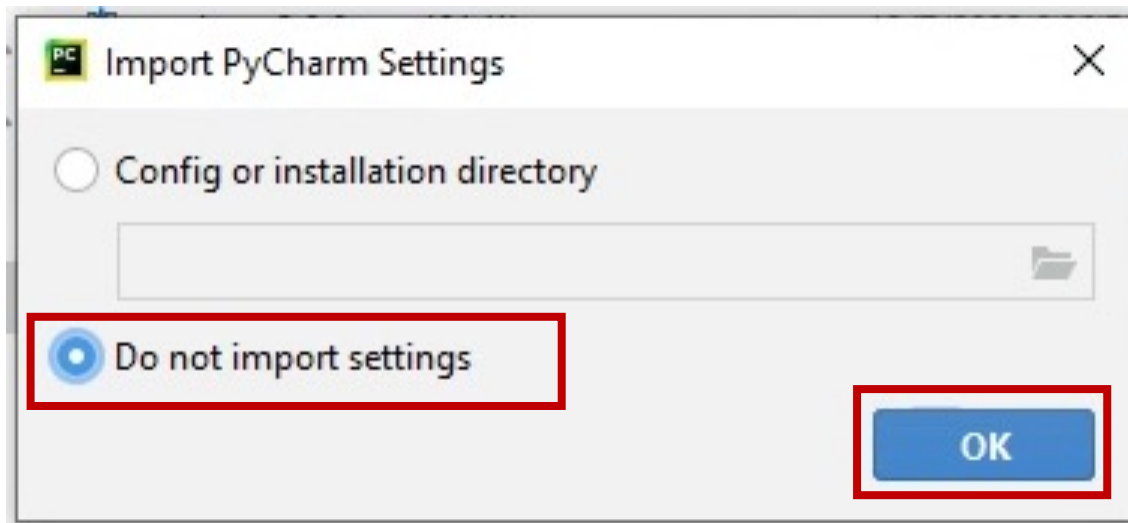 PC
Import PyCharm Settings
Config or installation directory
Do not import settings
OK